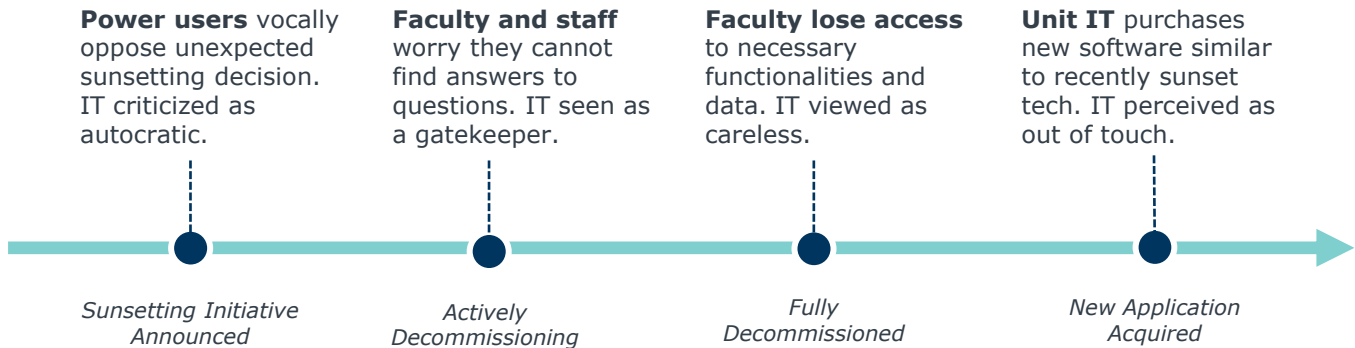 Power users vocally
oppose unexpected
sunsetting decision.
IT criticized as
autocratic.
Faculty and staff
worry they cannot
find answers to
questions. IT seen as
a gatekeeper.
Faculty lose access
to necessary
functionalities and
data. IT viewed as
careless.
Unit IT purchases
new software similar
to recently sunset
tech. IT perceived as
out of touch.
Sunsetting Initiative
Announced
Actively
Decommissioning
Fully
Decommissioned
New Application
Acquired